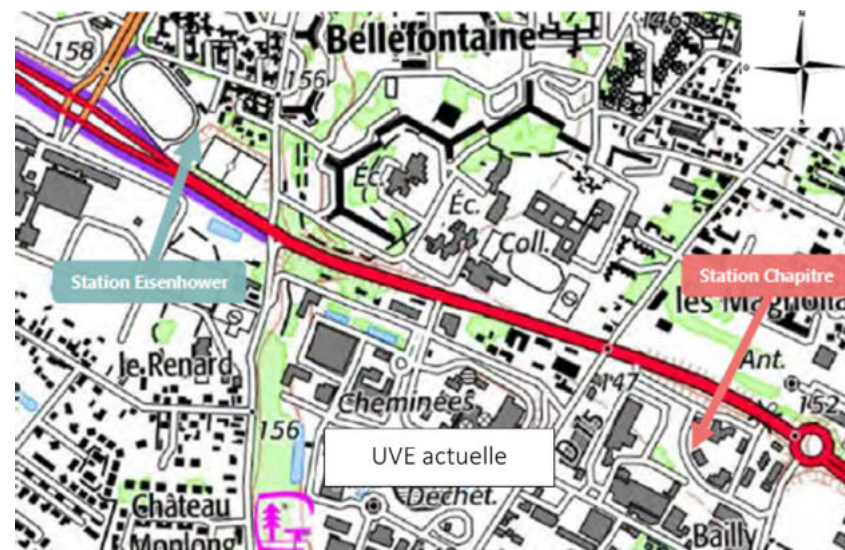 158
Bellefontaine
146
156
Éc.
Éc.
Coll.
Station Eisenhower
Station Chapitre
les Magnolia
le Renard
147
Ant.
152
Cheminées
156
D 15
UVE actuelle
Déchet.
Château
Monlong
Bailly